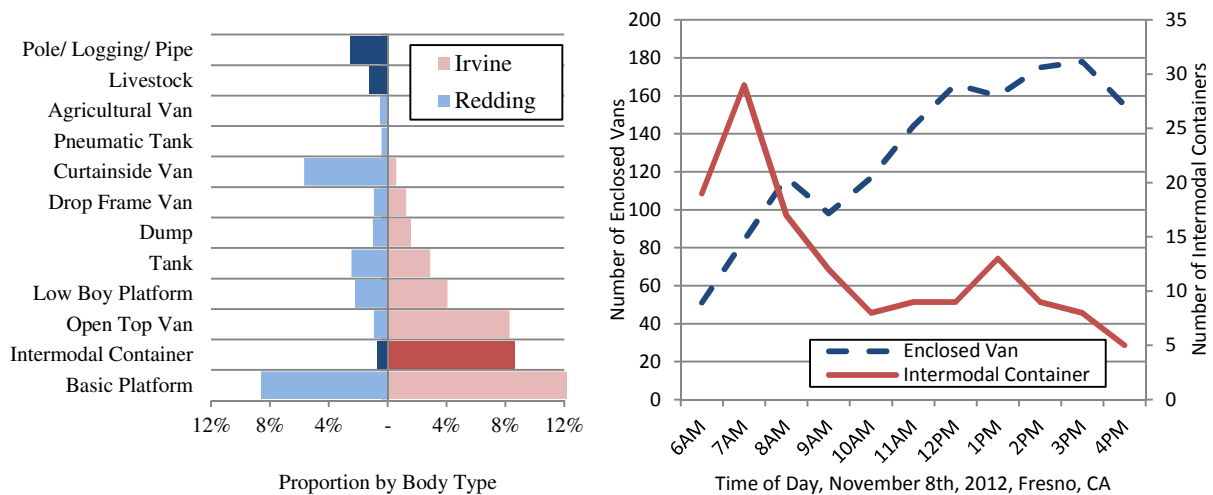 Pole/ Logging/ Pipe
Livestock
Agricultural Van
Pneumatic Tank
Curtainside Van
Drop Frame Van
Dump
Tank
Low Boy Platform
Open Top Van
Intermodal Container
Basic Platform
Irvine
Redding
12% 8% 4% - 4% 8% 12%
Proportion by Body Type
Number of Enclosed Vans
200
180
160
140
120
100
80
60
40
20
0
Enclosed Van
Intermodal Container
35
30
25
20
15
10
5
0
Number of Intermodal Containers
6AM 7AM 8AM 9AM 10AM 11AM 12PM 1PM 2PM 3PM 4PM
Time of Day, November 8th, 2012, Fresno, CA